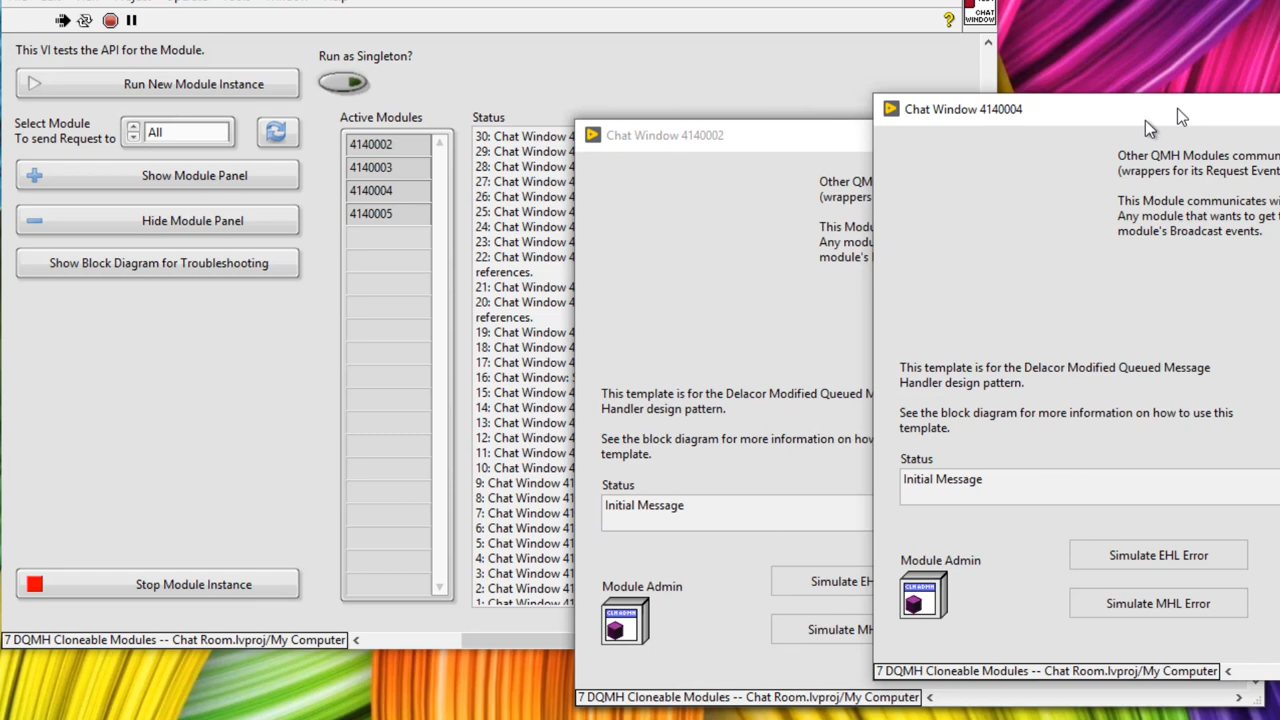 TEST
CHAT
WINDOW
This VI tests the API for the Module.
Run New Module Instance
Run as Singleton?
Select Module
To send Request to
All
Show Module Panel
Hide Module Panel
Show Block Diagram for Troubleshooting
Stop Module Instance
Active Modules
4140002
4140003
4140004
4140005
Status
30: Chat Window 4
29: Chat Window 4
28: Chat Window 4
27: Chat Window 4
26: Chat Window 4
25: Chat Window 4
24: Chat Window 4
23: Chat Window 4
22: Chat Window 4
references.
21: Chat Window 4
20: Chat Window 4
references.
19: Chat Window 4
18: Chat Window 4
17: Chat Window 4
16: Chat Window:
15: Chat Window 4
14: Chat Window 4
13: Chat Window 4
12: Chat Window 4
11: Chat Window 4
10: Chat Window 4
9: Chat Window 41
8: Chat Window 41
7: Chat Window 41
6: Chat Window 41
5: Chat Window 41
4: Chat Window 41
3: Chat Window 41
2: Chat Window 41
1: Chat Window 41
7 DQMH Cloneable Modules -- Chat Room.lvproj/My Computer
Chat Window 4140002
Other QM
(wrappers
This Modu
Any modu
module's
This template is for the Delacor Modified Queued M
Handler design pattern.
See the block diagram for more information on how
template.
Status
Initial Message
Module Admin
CLN ADMIN
Simulate EH
Simulate MH
7 DQMH Cloneable Modules -- Chat Room.lvproj/My Computer
Chat Window 4140004
Other QMH Modules commun
(wrappers for its Request Event
This Module communicates wi
Any module that wants to get t
module's Broadcast events.
This template is for the Delacor Modified Queued Message
Handler design pattern.
See the block diagram for more information on how to use this
template.
Status
Initial Message
Module Admin
CLN ADMIN
Simulate EHL Error
Simulate MHL Error
7 DQMH Cloneable Modules -- Chat Room.lvproj/My Computer